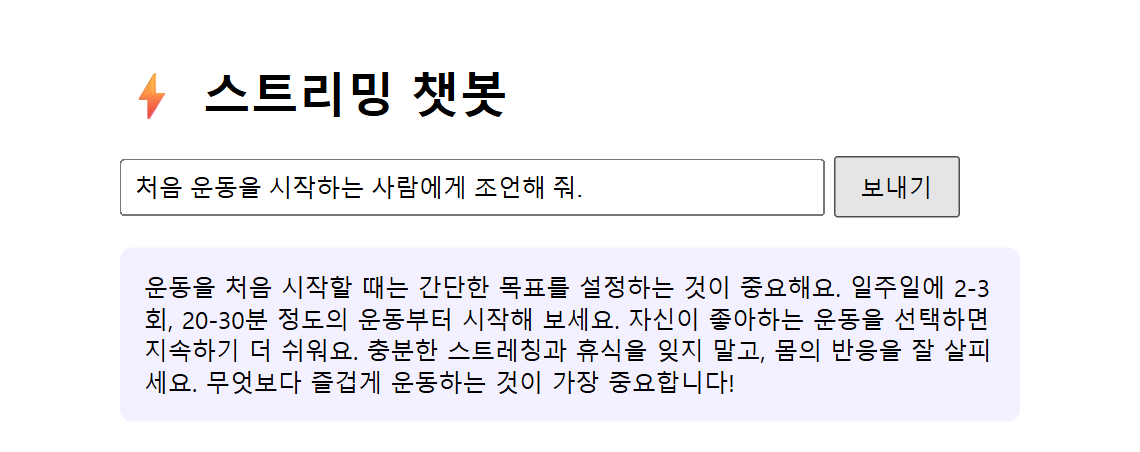 ⚡ 스트리밍 챗봇
처음 운동을 시작하는 사람에게 조언해 줘. 보내기
운동을 처음 시작할 때는 간단한 목표를 설정하는 것이 중요해요. 일주일에 2-3
회, 20-30분 정도의 운동부터 시작해 보세요. 자신이 좋아하는 운동을 선택하면
지속하기 더 쉬워요. 충분한 스트레칭과 휴식을 잊지 말고, 몸의 반응을 잘 살피
세요. 무엇보다 즐겁게 운동하는 것이 가장 중요합니다!